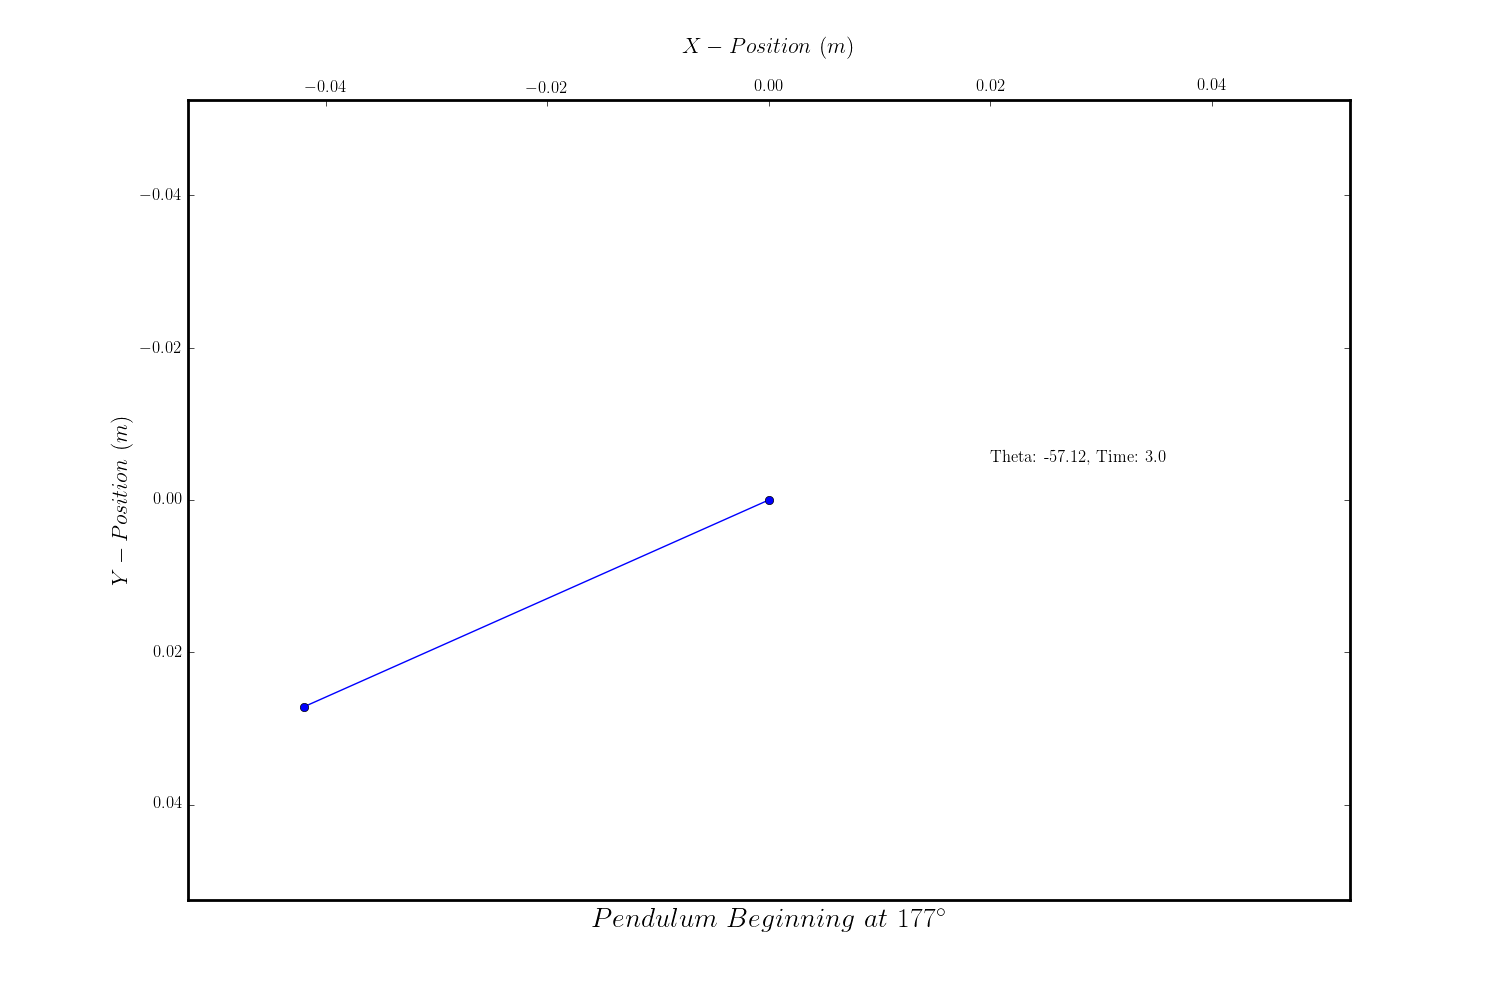 X − Position (m)
−0.04 −0.02 0.00 0.02 0.04
−0.04
−0.02
Y − Position (m)
Theta: -57.12, Time: 3.0
0.00
0.02
0.04
Pendulum Beginning at 177°